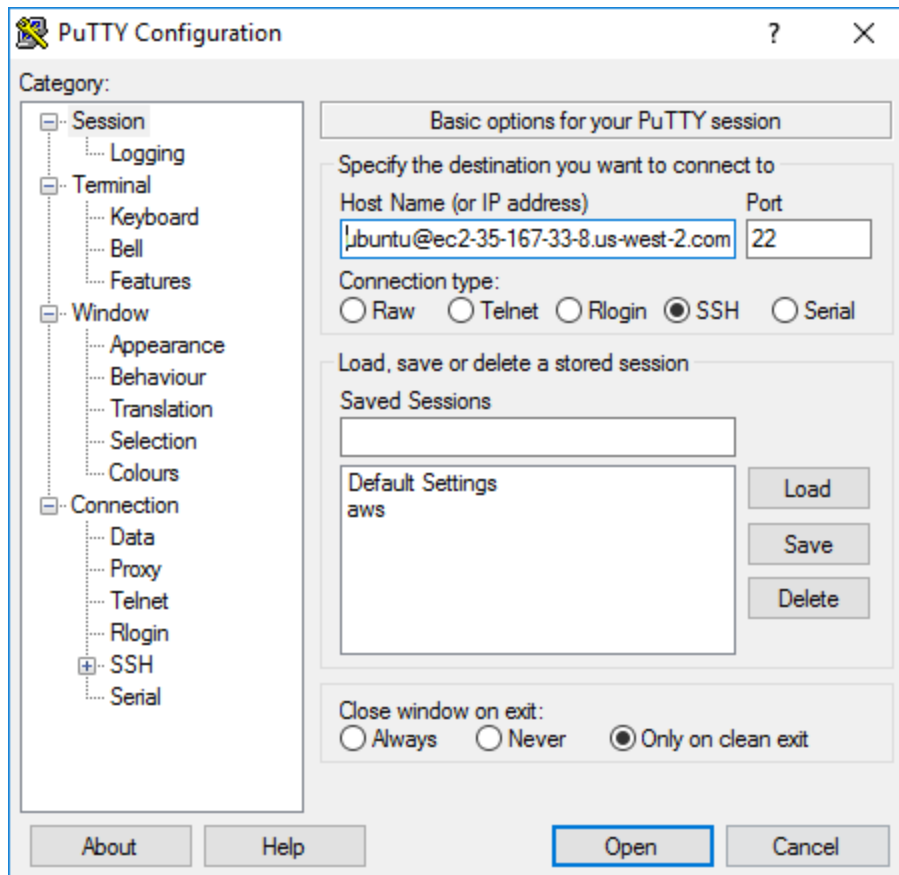 PuTTY Configuration
?
Category:
Session
Logging
Terminal
Keyboard
Bell
Features
Window
Appearance
Behaviour
Translation
Selection
Colours
Connection
Data
Proxy
Telnet
Rlogin
SSH
Serial
Basic options for your PuTTY session
Specify the destination you want to connect to
Host Name (or IP address) Port
ubuntu@ec2-35-167-33-8.us-west-2.com 22
Connection type:
Raw Telnet Rlogin SSH Serial
Load, save or delete a stored session
Saved Sessions
Default Settings
aws
Load
Save
Delete
Close window on exit:
Always Never Only on clean exit
About Help Open Cancel